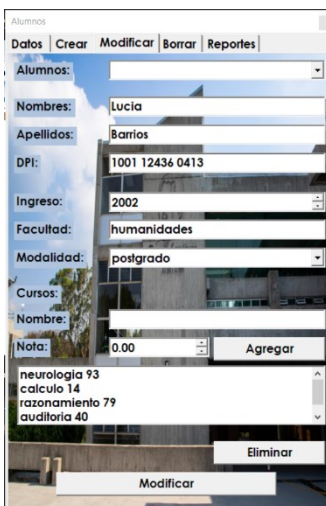 Alumnos
Datos Crear Modificar Borrar Reportes
Alumnos:
Nombres: Lucia
Apellidos: Barrios
DPI: 1001 12436 0413
Ingreso: 2002
Facultad: humanidades
Modalidad: postgrado
Cursos:
Nombre:
Nota: 0.00 Agregar
neurologia 93
calculo 14
razonamiento 79
auditoria 40
Eliminar
Modificar